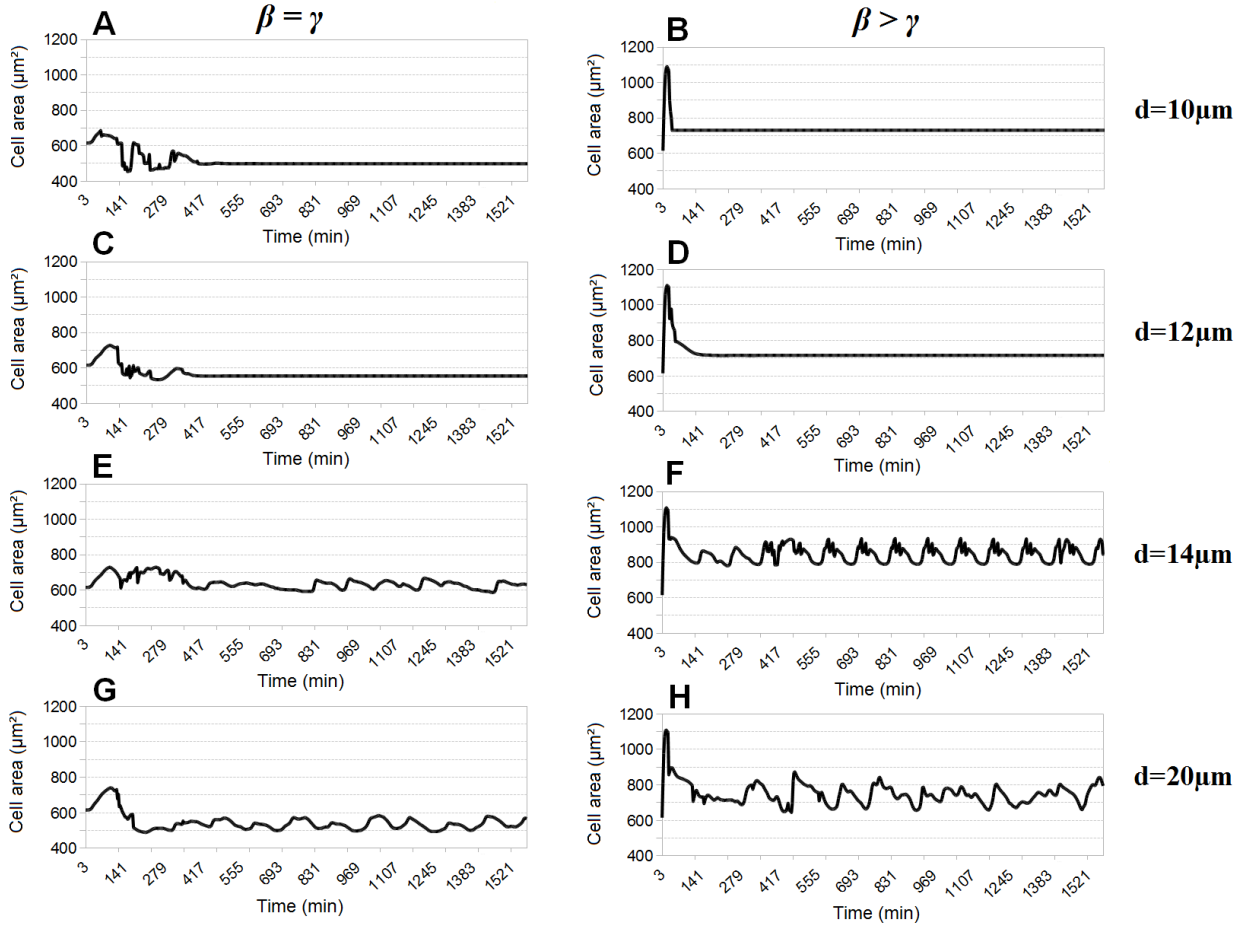 β = γ
β > γ
A
Cell area (µm²)
1200
1000
800
600
400
3 141 279 417 555 693 831 969 1107 1245 1383 1521
Time (min)
B
Cell area (µm²)
1200
1000
800
600
400
3 141 279 417 555 693 831 969 1107 1245 1383 1521
Time (min)
d=10µm
C
Cell area (µm²)
1200
1000
800
600
400
3 141 279 417 555 693 831 969 1107 1245 1383 1521
Time (min)
D
Cell area (µm²)
1200
1000
800
600
400
3 141 279 417 555 693 831 969 1107 1245 1383 1521
Time (min)
d=12µm
E
Cell area (µm²)
1200
1000
800
600
400
3 141 279 417 555 693 831 969 1107 1245 1383 1521
Time (min)
F
Cell area (µm²)
1200
1000
800
600
400
3 141 279 417 555 693 831 969 1107 1245 1383 1521
Time (min)
d=14µm
G
Cell area (µm²)
1200
1000
800
600
400
3 141 279 417 555 693 831 969 1107 1245 1383 1521
Time (min)
H
Cell area (µm²)
1200
1000
800
600
400
3 141 279 417 555 693 831 969 1107 1245 1383 1521
Time (min)
d=20µm